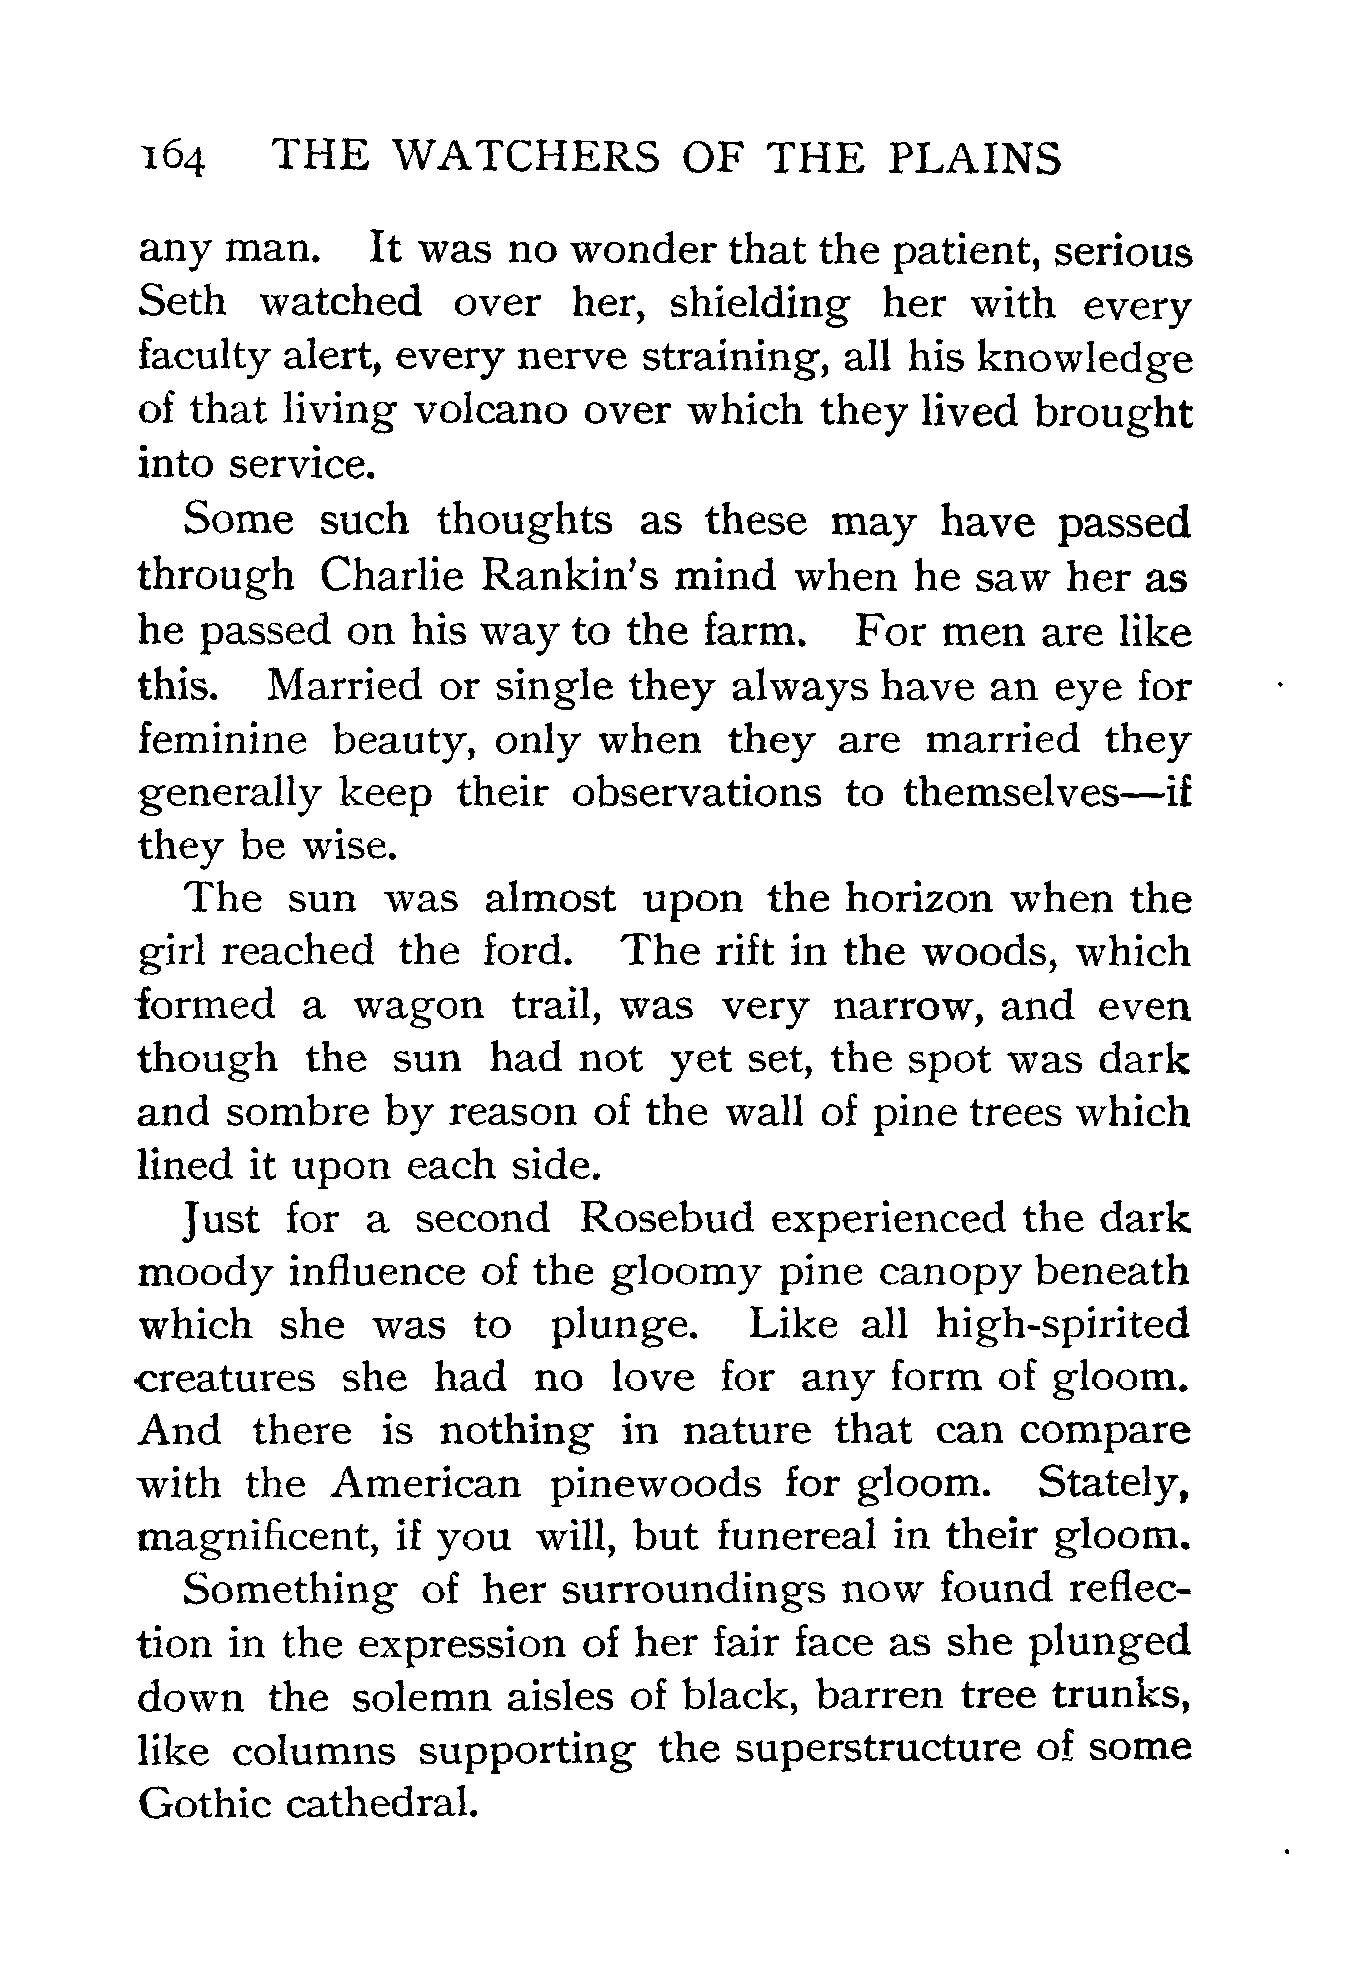 164 THE WATCHERS OF THE PLAINS
any man. It was no wonder that the patient, serious
Seth watched over her, shielding her with every
faculty alert, every nerve straining, all his knowledge
of that living volcano over which they lived brought
into service.
Some such thoughts as these may have passed
through Charlie Rankin's mind when he saw her as
he passed on his way to the farm. For men are like
this. Married or single they always have an eye for
feminine beauty, only when they are married they
generally keep their observations to themselves—if
they be wise.
The sun was almost upon the horizon when the
girl reached the ford. The rift in the woods, which
formed a wagon trail, was very narrow, and even
though the sun had not yet set, the spot was dark
and sombre by reason of the wall of pine trees which
lined it upon each side.
Just for a second Rosebud experienced the dark
moody influence of the gloomy pine canopy beneath
which she was to plunge. Like all high-spirited
creatures she had no love for any form of gloom.
And there is nothing in nature that can compare
with the American pinewoods for gloom. Stately,
magnificent, if you will, but funereal in their gloom.
Something of her surroundings now found reflec-
tion in the expression of her fair face as she plunged
down the solemn aisles of black, barren tree trunks,
like columns supporting the superstructure of some
Gothic cathedral.